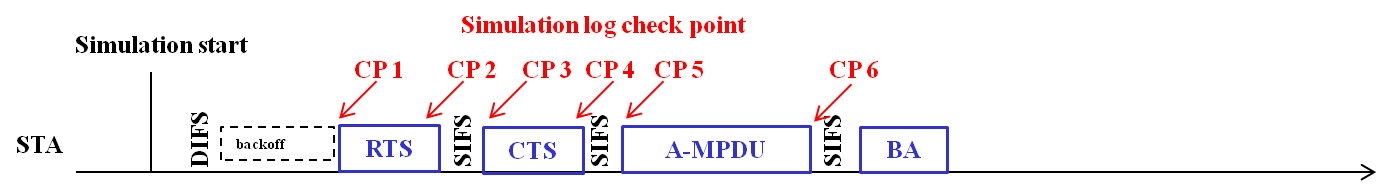 Simulation log check point
Simulation start
CP 1 CP 2 CP 3 CP 4 CP 5 CP 6
STA DIFS backoff RTS SIFS CTS SIFS A-MPDU SIFS BA